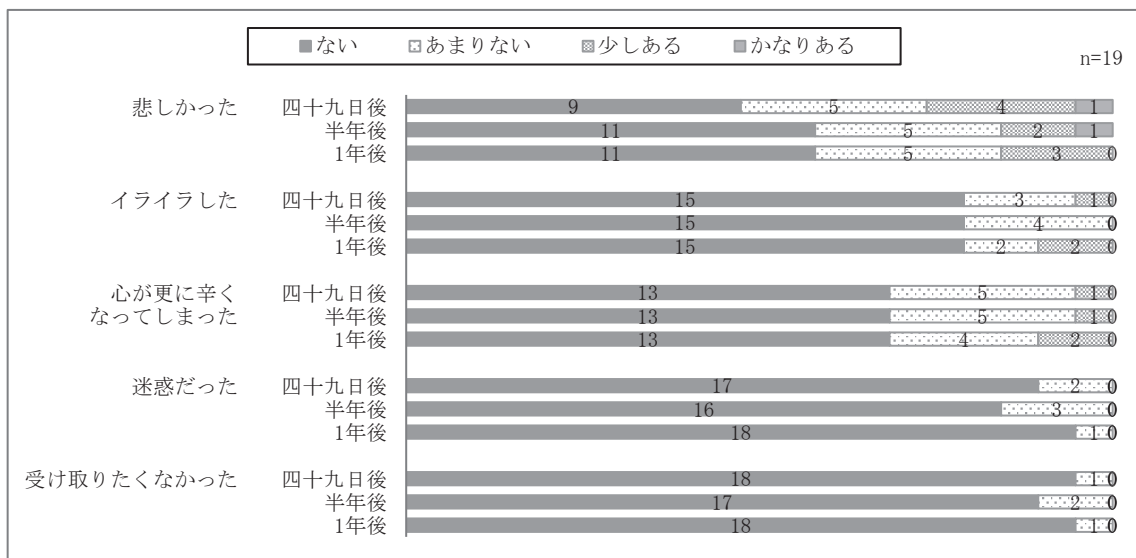 ■ない □あまりない ▩少しある ■かなりある
n=19
悲しかった 四十九日後 9 5 4 1
半年後 11 5 2 1
1年後 11 5 3 0
イライラした 四十九日後 15 3 1 0
半年後 15 4 0
1年後 15 2 2 0
心が更に辛く 四十九日後 13 5 1 0
なってしまった 半年後 13 5 1 0
1年後 13 4 2 0
迷惑だった 四十九日後 17 2 0
半年後 16 3 0
1年後 18 1 0
受け取りたくなかった 四十九日後 18 1 0
半年後 17 2 0
1年後 18 1 0